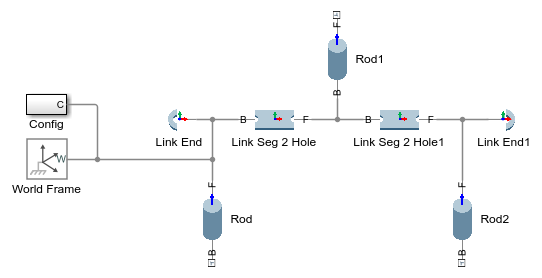 F
Rod1
B
C
Config
Link End
B
F
Link Seg 2 Hole
B
F
Link Seg 2 Hole1
Link End1
W
World Frame
F
Rod
B
F
Rod2
B